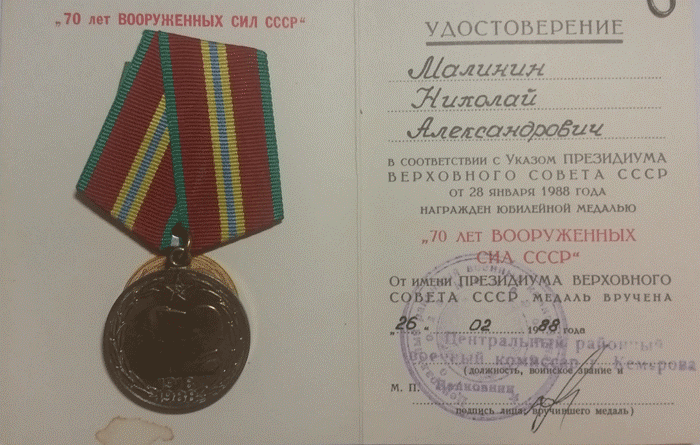 „70 лет ВООРУЖЕННЫХ СИЛ СССР“
1918
1988
УДОСТОВЕРЕНИЕ
Малинин
Николай
Александрович
В СООТВЕТСТВИИ С УКАЗОМ ПРЕЗИДИУМА
ВЕРХОВНОГО СОВЕТА СССР
ОТ 28 ЯНВАРЯ 1988 ГОДА
НАГРАЖДЕН ЮБИЛЕЙНОЙ МЕДАЛЬЮ
„70 ЛЕТ ВООРУЖЕННЫХ
СИЛ СССР“
От имени ПРЕЗИДИУМА ВЕРХОВНОГО
СОВЕТА СССР МЕДАЛЬ ВРУЧЕНА
„26“ 02 1988 года
Центральный районный
военный комиссар г. Кемерова
(должность, воинское звание и
М. П. Полковник
подпись лица, вручившего медаль)